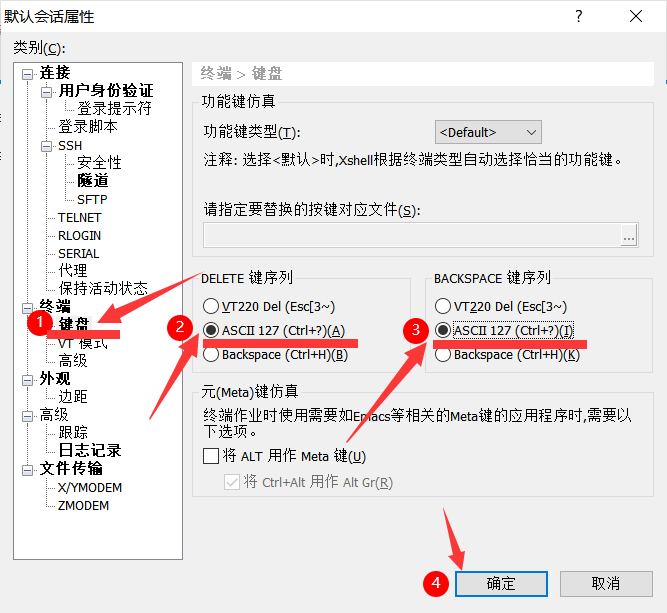 默认会话属性
类别(C):
连接
用户身份验证
登录提示符
登录脚本
SSH
安全性
隧道
SFTP
TELNET
RLOGIN
SERIAL
代理
保持活动状态
终端
键盘
VT 模式
高级
外观
边距
高级
跟踪
日志记录
文件传输
X/YMODEM
ZMODEM
终端 > 键盘
功能键仿真
功能键类型(T):
<Default>
注释: 选择<默认>时,Xshell根据终端类型自动选择恰当的功能键。
请指定要替换的按键对应文件(S):
...
DELETE 键序列
VT220 Del (Esc[3~)
ASCII 127 (Ctrl+?)(A)
Backspace (Ctrl+H)(B)
BACKSPACE 键序列
VT220 Del (Esc[3~)
ASCII 127 (Ctrl+?)(I)
Backspace (Ctrl+H)(K)
元(Meta)键仿真
终端作业时使用需要如Emacs等相关的Meta键的应用程序时,需要以
下选项。
将 ALT 用作 Meta 键(U)
将 Ctrl+Alt 用作 Alt Gr(R)
确定
取消
1
2
3
4